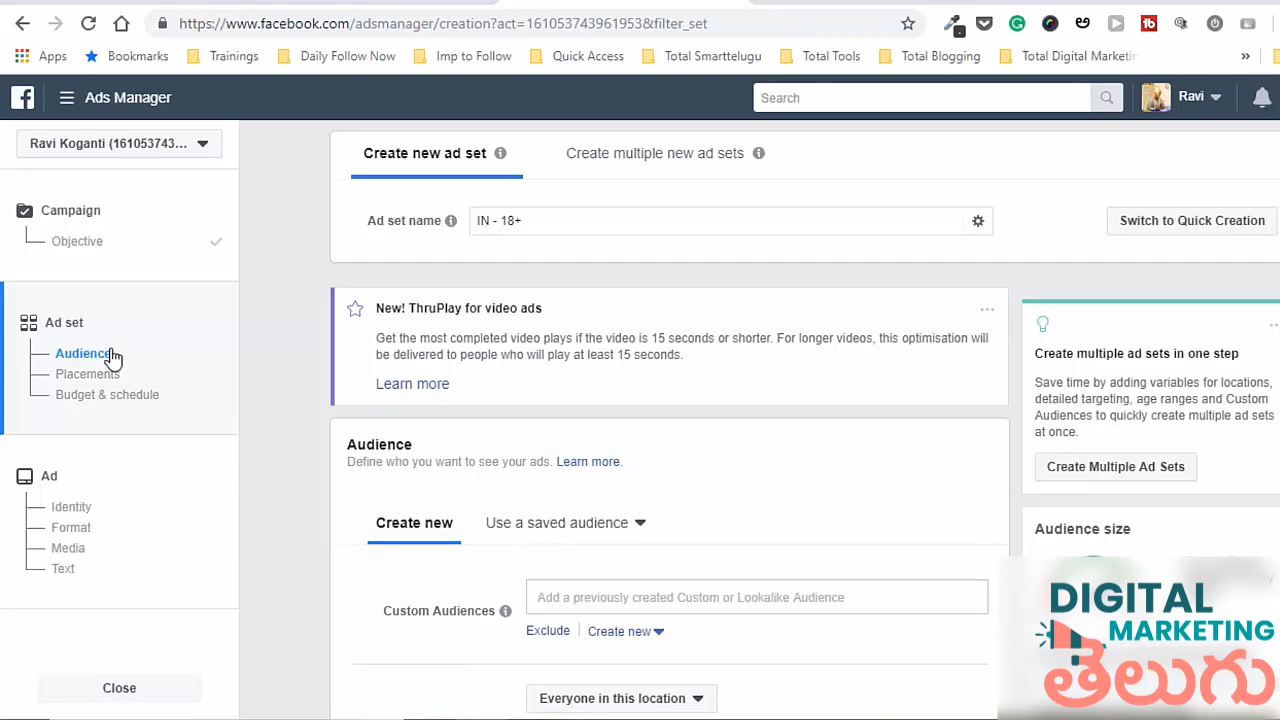 https://www.facebook.com/adsmanager/creation?act=161053743961953&filter_set
Apps
Bookmarks
Trainings
Daily Follow Now
Imp to Follow
Quick Access
Total Smarttelugu
Total Tools
Total Blogging
Total Digital Marketin
»
Ads Manager
Search
Ravi
Ravi Koganti (161053743...
Campaign
Objective
Ad set
Audience
Placements
Budget & schedule
Ad
Identity
Format
Media
Text
Close
Create new ad set
Create multiple new ad sets
Ad set name
IN - 18+
Switch to Quick Creation
New! ThruPlay for video ads
Get the most completed video plays if the video is 15 seconds or shorter. For longer videos, this optimisation will
be delivered to people who will play at least 15 seconds.
Learn more
Audience
Define who you want to see your ads. Learn more.
Create new
Use a saved audience
Custom Audiences
Add a previously created Custom or Lookalike Audience
Exclude
Create new
Everyone in this location
Create multiple ad sets in one step
Save time by adding variables for locations,
detailed targeting, age ranges and Custom
Audiences to quickly create multiple ad sets
at once.
Create Multiple Ad Sets
Audience size
DIGITAL
MARKETING
తెలుగు